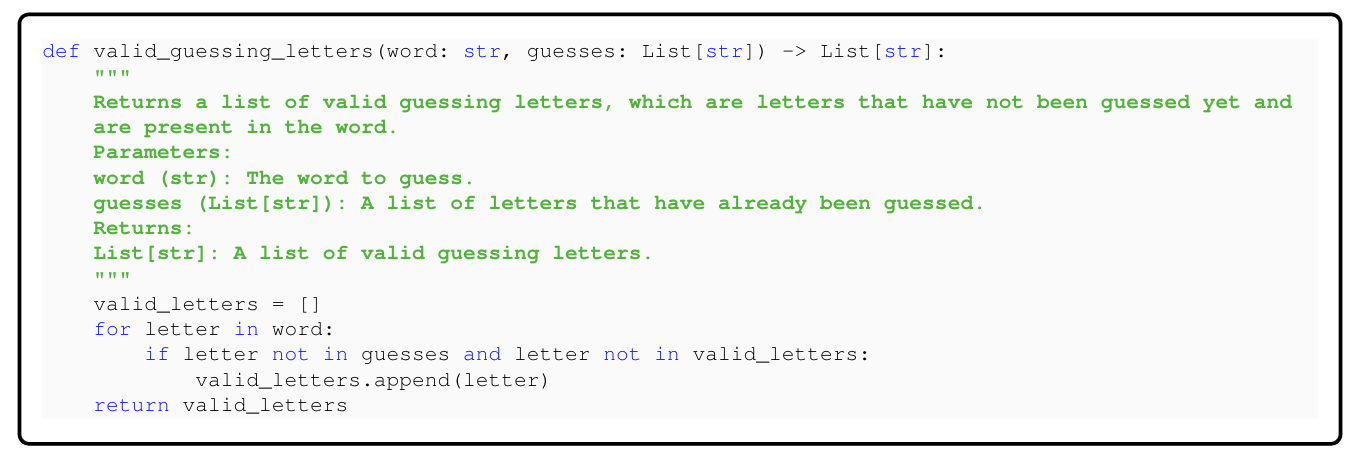 def valid_guessing_letters(word: str, guesses: List[str]) -> List[str]:
    """
    Returns a list of valid guessing letters, which are letters that have not been guessed yet and
    are present in the word.
    Parameters:
    word (str): The word to guess.
    guesses (List[str]): A list of letters that have already been guessed.
    Returns:
    List[str]: A list of valid guessing letters.
    """
    valid_letters = []
    for letter in word:
        if letter not in guesses and letter not in valid_letters:
            valid_letters.append(letter)
    return valid_letters